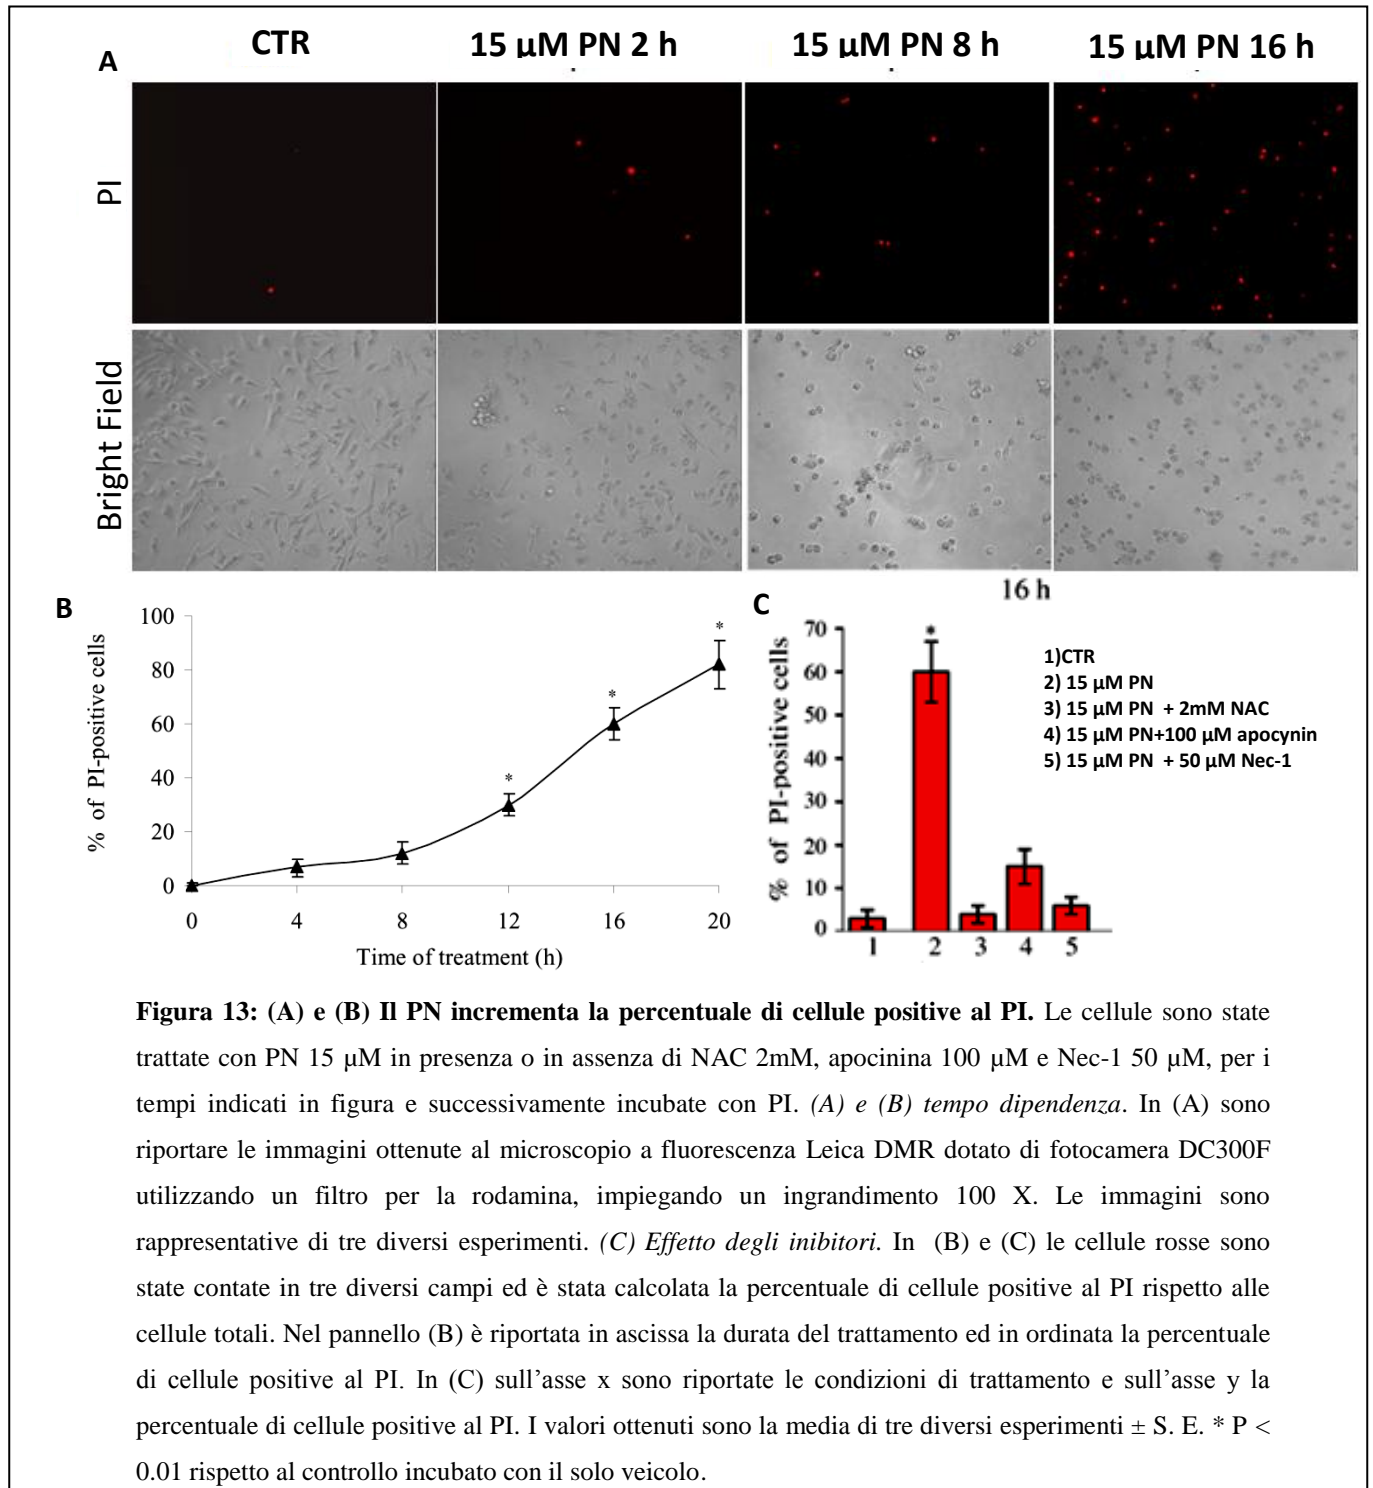 CTR 15 µM PN 2 h 15 µM PN 8 h 15 µM PN 16 h
A
PI
Bright Field
16 h
B
100
80
60
40
20
0
% of PI-positive cells
* * *
0 4 8 12 16 20
Time of treatment (h)
C
70
60
50
40
30
20
10
0
% of PI-positive cells
*
1 2 3 4 5
1)CTR
2) 15 µM PN
3) 15 µM PN + 2mM NAC
4) 15 µM PN+100 µM apocynin
5) 15 µM PN + 50 µM Nec-1
Figura 13: (A) e (B) Il PN incrementa la percentuale di cellule positive al PI. Le cellule sono state
trattate con PN 15 µM in presenza o in assenza di NAC 2mM, apocinina 100 µM e Nec-1 50 µM, per i
tempi indicati in figura e successivamente incubate con PI. (A) e (B) tempo dipendenza. In (A) sono
riportare le immagini ottenute al microscopio a fluorescenza Leica DMR dotato di fotocamera DC300F
utilizzando un filtro per la rodamina, impiegando un ingrandimento 100 X. Le immagini sono
rappresentative di tre diversi esperimenti. (C) Effetto degli inibitori. In (B) e (C) le cellule rosse sono
state contate in tre diversi campi ed è stata calcolata la percentuale di cellule positive al PI rispetto alle
cellule totali. Nel pannello (B) è riportata in ascissa la durata del trattamento ed in ordinata la percentuale
di cellule positive al PI. In (C) sull’asse x sono riportate le condizioni di trattamento e sull’asse y la
percentuale di cellule positive al PI. I valori ottenuti sono la media di tre diversi esperimenti ± S. E. * P <
0.01 rispetto al controllo incubato con il solo veicolo.